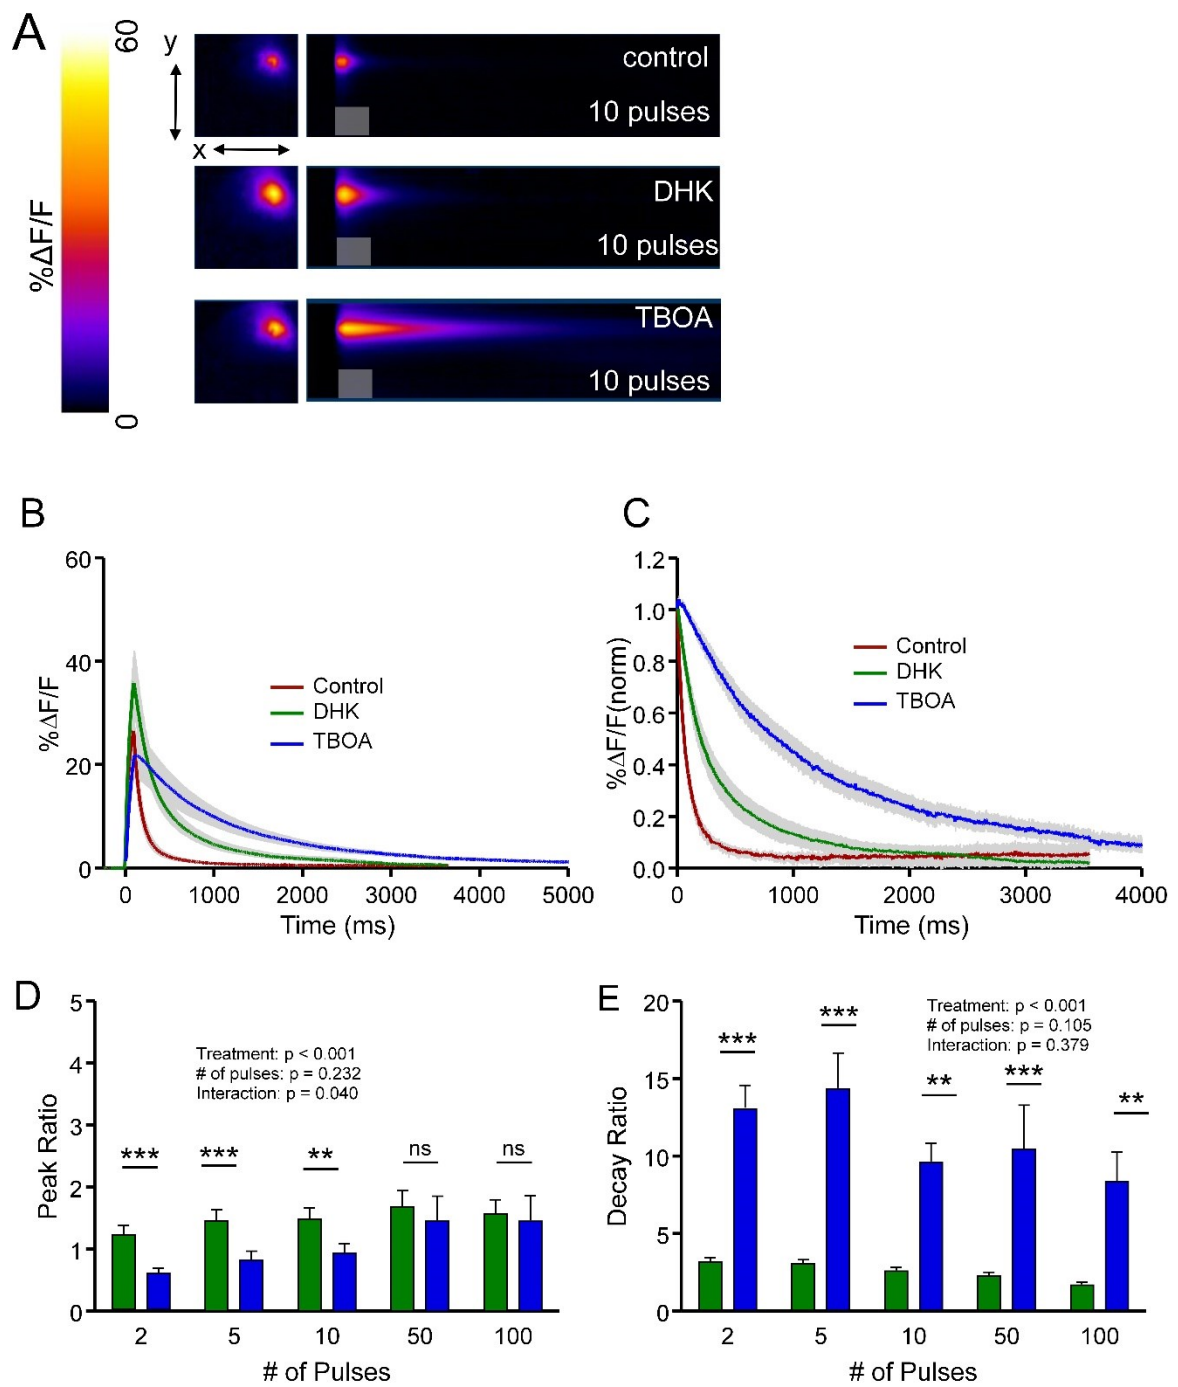 A
60
%ΔF/F
0
y
x
control
10 pulses
DHK
10 pulses
TBOA
10 pulses
B
60
40
20
0
%ΔF/F
Control
DHK
TBOA
0
1000
2000
3000
4000
5000
Time (ms)
C
1.2
1.0
0.8
0.6
0.4
0.2
0.0
%ΔF/F(norm)
Control
DHK
TBOA
0
1000
2000
3000
4000
Time (ms)
D
5
4
3
2
1
0
Peak Ratio
Treatment: p < 0.001
# of pulses: p = 0.232
Interaction: p = 0.040
***
***
**
ns
ns
2
5
10
50
100
# of Pulses
E
20
15
10
5
0
Decay Ratio
Treatment: p < 0.001
# of pulses: p = 0.105
Interaction: p = 0.379
***
***
**
***
**
2
5
10
50
100
# of Pulses